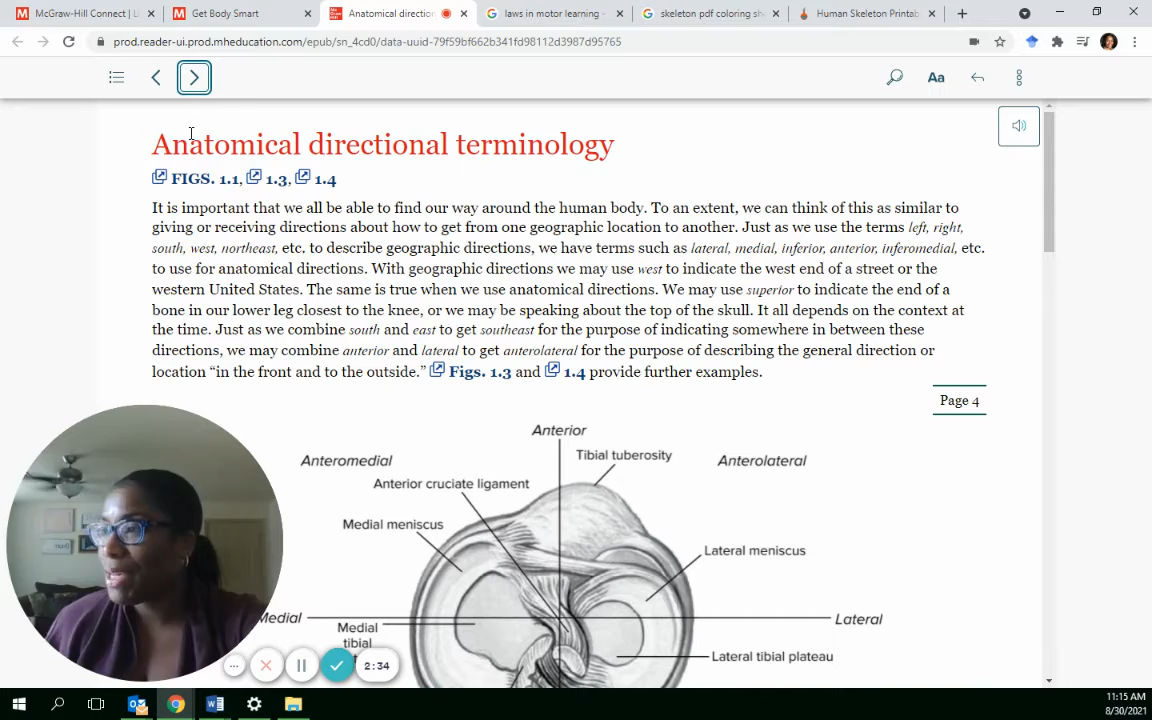 McGraw-Hill Connect | L
Get Body Smart
Anatomical directio
laws in motor learning -
skeleton pdf coloring sh
Human Skeleton Printab
prod.reader-ui.prod.mheducation.com/epub/sn_4cd0/data-uuid-79f59bf662b341fd98112d3987d95765
Aa
Anatomical directional terminology
FIGS. 1.1, 1.3, 1.4
It is important that we all be able to find our way around the human body. To an extent, we can think of this as similar to
giving or receiving directions about how to get from one geographic location to another. Just as we use the terms left, right,
south, west, northeast, etc. to describe geographic directions, we have terms such as lateral, medial, inferior, anterior, inferomedial, etc.
to use for anatomical directions. With geographic directions we may use west to indicate the west end of a street or the
western United States. The same is true when we use anatomical directions. We may use superior to indicate the end of a
bone in our lower leg closest to the knee, or we may be speaking about the top of the skull. It all depends on the context at
the time. Just as we combine south and east to get southeast for the purpose of indicating somewhere in between these
directions, we may combine anterior and lateral to get anterolateral for the purpose of describing the general direction or
location “in the front and to the outside.” Figs. 1.3 and 1.4 provide further examples.
Page 4
Anterior
Anteromedial
Tibial tuberosity
Anterolateral
Anterior cruciate ligament
Medial meniscus
Lateral meniscus
Medial
Lateral
Medial
tibial
Lateral tibial plateau
2:34
11:15 AM
8/30/2021